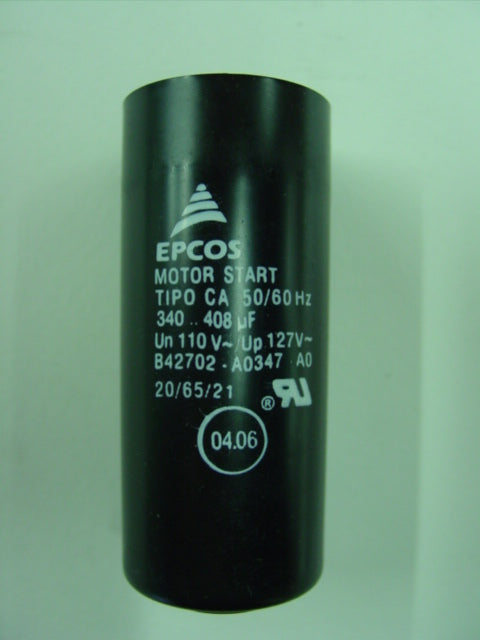 EPCOS
MOTOR START
TIPO CA 50/60 Hz
340 .. 408 µF
Un 110 V~/Up 127V~
B42702 - A0347 A0
20/65/21
® RU
04.06